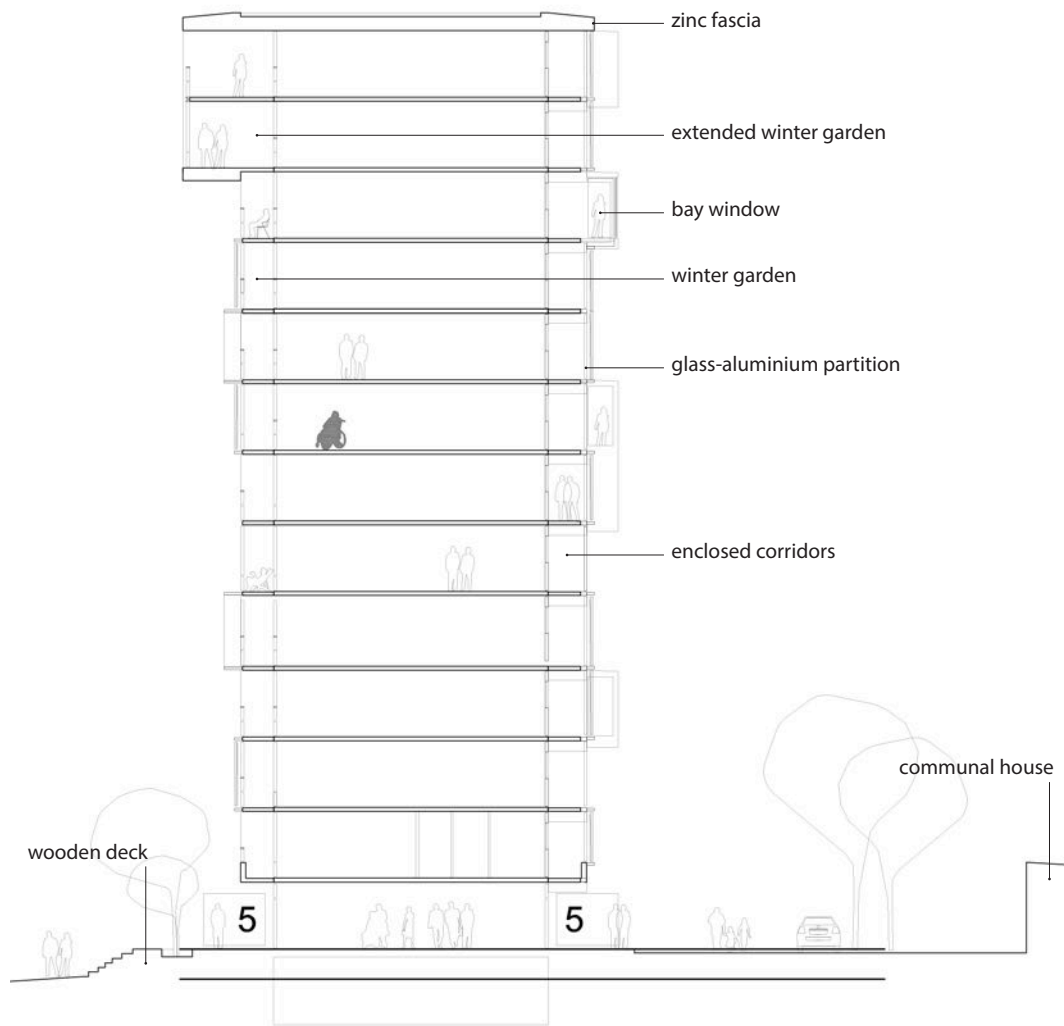 zinc fascia
extended winter garden
bay window
winter garden
glass-aluminium partition
enclosed corridors
communal house
wooden deck
5
5